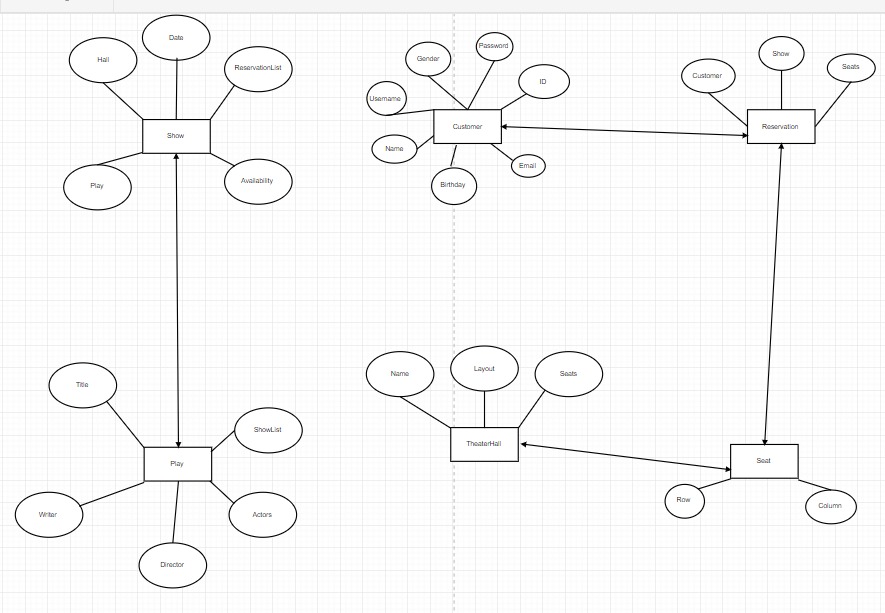 Date
Hall
ReservationList
Show
Play
Availability
Password
Gender
ID
Username
Customer
Name
Email
Birthday
Show
Customer
Seats
Reservation
Title
ShowList
Play
Writer
Actors
Director
Name
Layout
Seats
TheaterHall
Seat
Row
Column